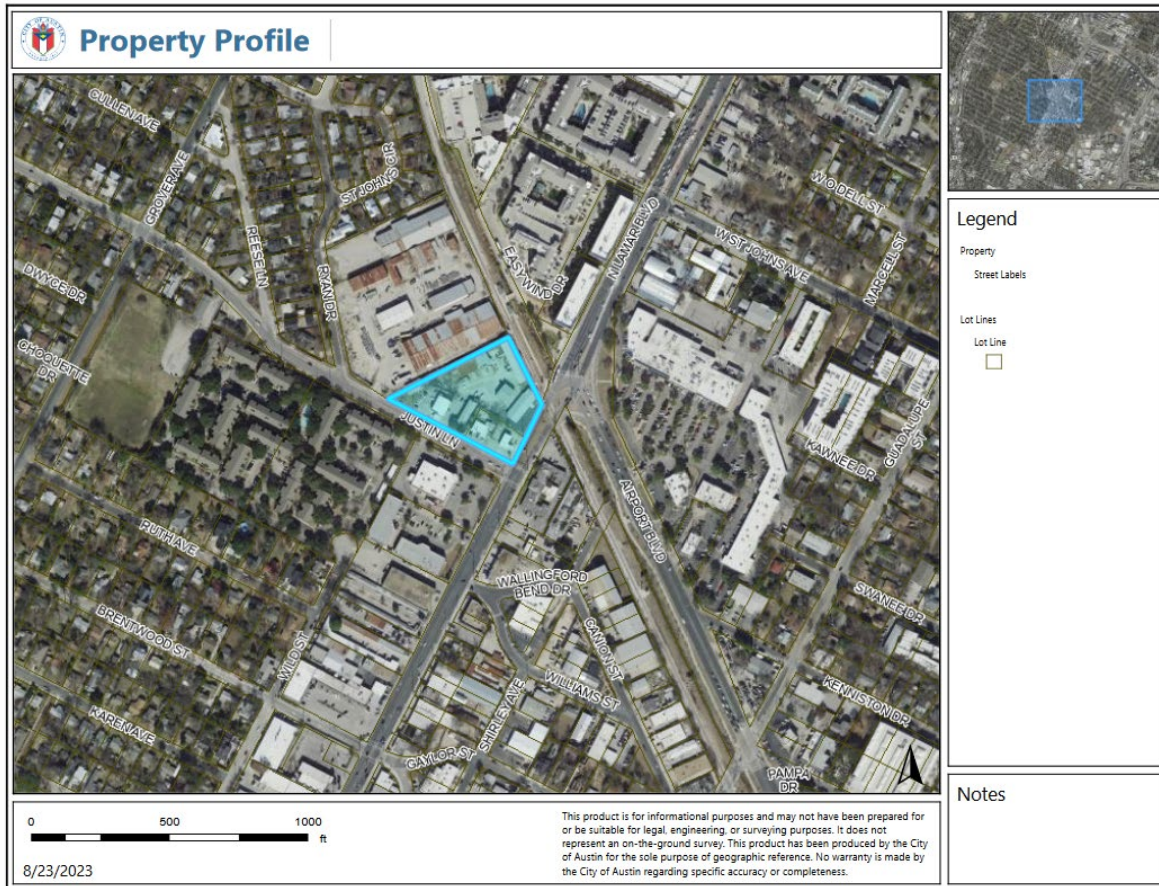 Property Profile
CULLEN AVE
GROVER AVE
ST JOHNS CIR
REESE LN
RYAN DR
DWYCE DR
CHOQUETTE
DR
EASY WIND DR
N LAMAR BLVD
W O DELL ST
W ST JOHNS AVE
MARCELL ST
JUSTIN LN
GUADALUPE
ST
KAWNEE DR
AIRPORT BLVD
RUTH AVE
WALLINGFORD
BEND DR
SWANEE DR
BRENTWOOD ST
CANION ST
WILD ST
WILLIAMS ST
SHIRLEY AVE
KENNISTON DR
KAREN AVE
GAYLOR ST
PAMPA
DR
Legend
Property
Street Labels
Lot Lines
Lot Line
Notes
0 500 1000
ft
8/23/2023
This product is for informational purposes and may not have been prepared for
or be suitable for legal, engineering, or surveying purposes. It does not
represent an on-the-ground survey. This product has been produced by the City
of Austin for the sole purpose of geographic reference. No warranty is made by
the City of Austin regarding specific accuracy or completeness.